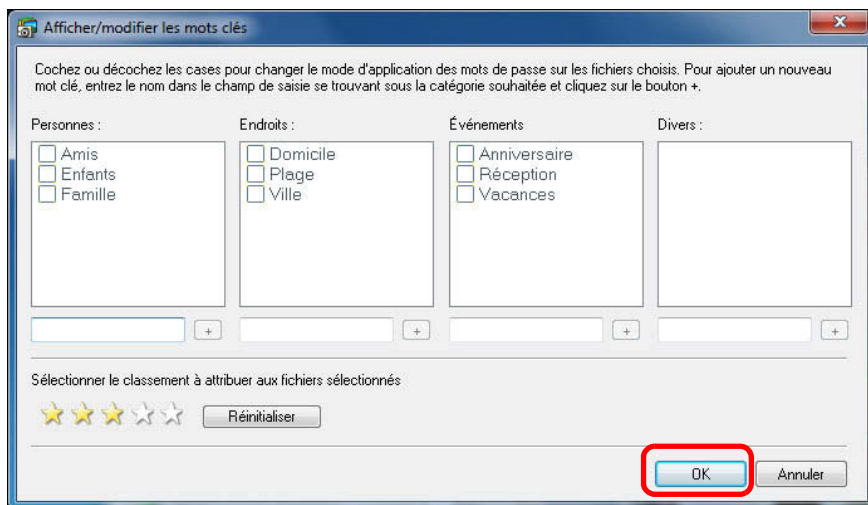 Afficher/modifier les mots clés
Cochez ou décochez les cases pour changer le mode d'application des mots de passe sur les fichiers choisis. Pour ajouter un nouveau
mot clé, entrez le nom dans le champ de saisie se trouvant sous la catégorie souhaitée et cliquez sur le bouton +.
Personnes : Endroits : Événements Divers :
Amis Domicile Anniversaire
Enfants Plage Réception
Famille Ville Vacances
+ + + +
Sélectionner le classement à attribuer aux fichiers sélectionnés
Réinitialiser
OK Annuler